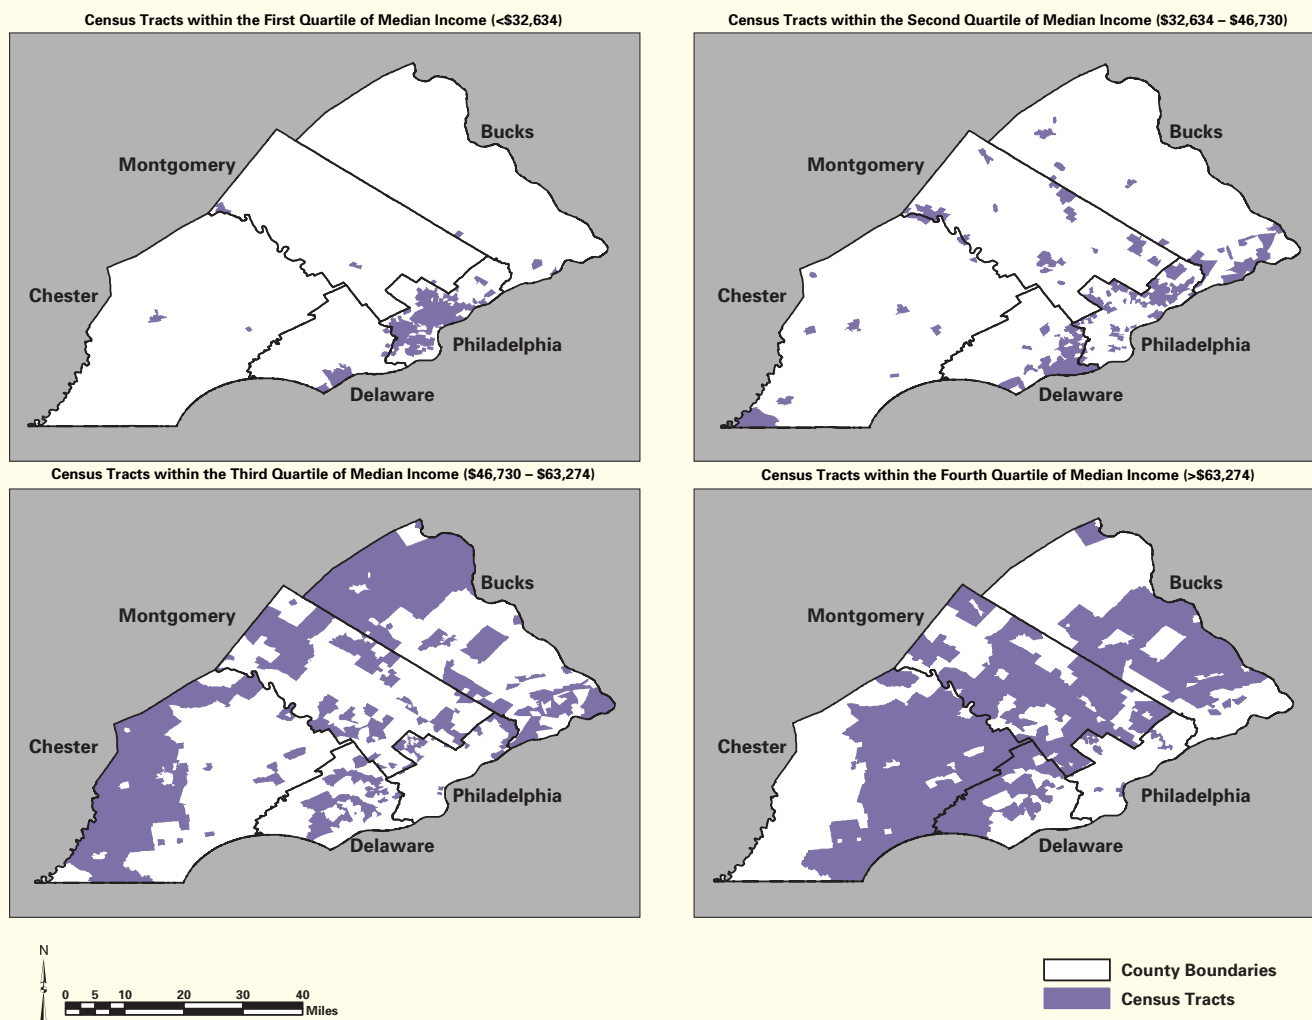 Census Tracts within the First Quartile of Median Income (<$32,634)
Bucks
Montgomery
Chester
Philadelphia
Delaware
Census Tracts within the Second Quartile of Median Income ($32,634 – $46,730)
Bucks
Montgomery
Chester
Philadelphia
Delaware
Census Tracts within the Third Quartile of Median Income ($46,730 – $63,274)
Bucks
Montgomery
Chester
Philadelphia
Delaware
Census Tracts within the Fourth Quartile of Median Income (>$63,274)
Bucks
Montgomery
Chester
Philadelphia
Delaware
N
0 5 10 20 30 40
Miles
County Boundaries
Census Tracts